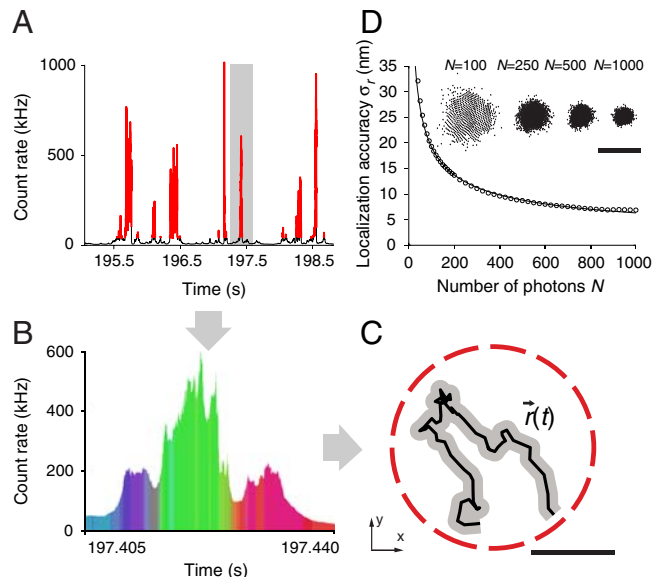 A
Count rate (kHz)
1000
500
0
195.5 196.5 197.5 198.5
Time (s)
D
Localization accuracy σr (nm)
35
30
25
20
15
10
5
0
N=100 N=250 N=500 N=1000
0 200 400 600 800 1000
Number of photons N
B
Count rate (kHz)
600
400
200
0
197.405 197.440
Time (s)
C
r(t)
y
x